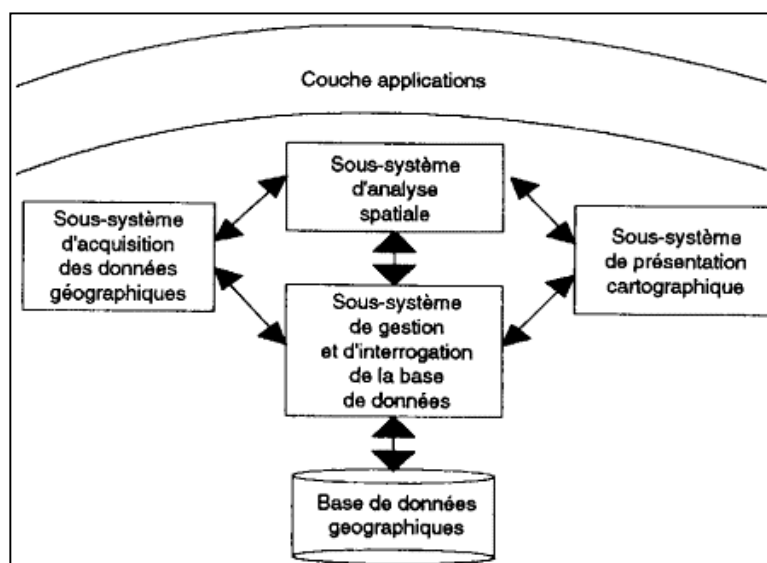 Couche applications
Sous-système
d'analyse
spatiale
Sous-système
d'acquisition
des données
géographiques
Sous-système
de présentation
cartographique
Sous-système
de gestion
et d'interrogation
de la base
de données
Base de données
geographiques